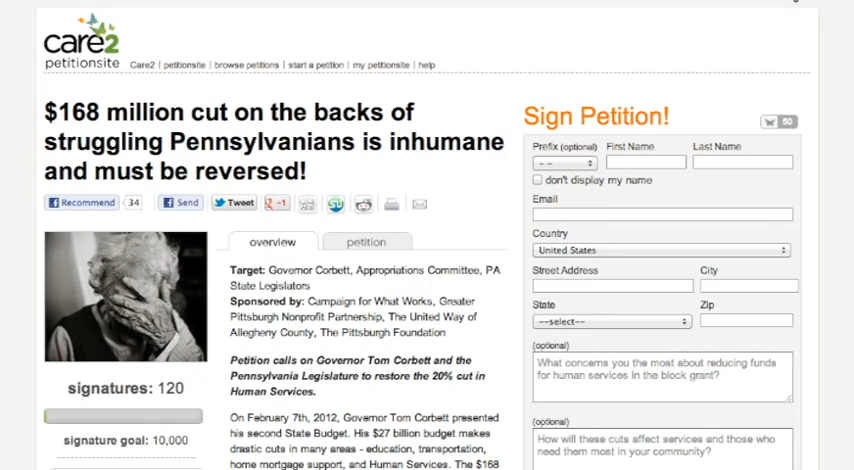 care2
petitionsite
Care2 | petitionsite | browse petitions | start a petition | my petitionsite | help
$168 million cut on the backs of
struggling Pennsylvanians is inhumane
and must be reversed!
Recommend 34 Send Tweet +1
overview petition
Target: Governor Corbett, Appropriations Committee, PA
State Legislators
Sponsored by: Campaign for What Works, Greater
Pittsburgh Nonprofit Partnership, The United Way of
Allegheny County, The Pittsburgh Foundation
Petition calls on Governor Tom Corbett and the
Pennsylvania Legislature to restore the 20% cut in
Human Services.
On February 7th, 2012, Governor Tom Corbett presented
his second State Budget. His $27 billion budget makes
drastic cuts in many areas - education, transportation,
home mortgage support, and Human Services. The $168
signatures: 120
signature goal: 10,000
Sign Petition!
50
Prefix (optional) First Name Last Name
- -
don't display my name
Email
Country
United States
Street Address City
State Zip
--select--
(optional)
What concerns you the most about reducing funds
for human services in the block grant?
(optional)
How will these cuts affect services and those who
need them most in your community?